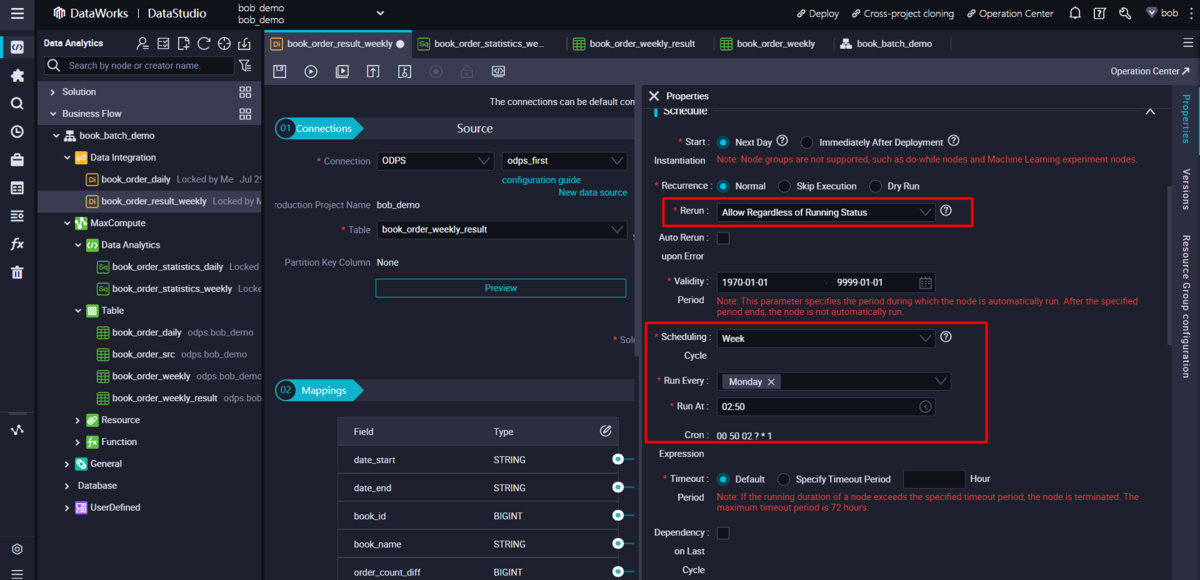 DataWorks | DataStudio
bob_demo
bob_demo
Deploy
Cross-project cloning
Operation Center
bob
Data Analytics
Search by node or creator name.
Solution
Business Flow
book_batch_demo
Data Integration
Di book_order_daily Locked by Me Jul 29
Di book_order_result_weekly Locked by M
MaxCompute
Data Analytics
Sq book_order_statistics_daily Locked
Sq book_order_statistics_weekly Locke
Table
book_order_daily odps.bob_demo
book_order_src odps.bob_demo
book_order_weekly odps.bob_demo
book_order_weekly_result odps.bo
Resource
Function
General
Database
UserDefined
Di book_order_result_weekly
Sq book_order_statistics_we...
book_order_weekly_result
book_order_weekly
book_batch_demo
Operation Center
The connections can be default con
01 Connections
Source
* Connection ODPS odps_first
configuration guide
New data source
roduction Project Name bob_demo
* Table book_order_weekly_result
Partition Key Column None
Preview
* Sou
02 Mappings
Field Type
date_start STRING
date_end STRING
book_id BIGINT
book_name STRING
order_count_diff BIGINT
Properties
Schedule
* Start : Next Day Immediately After Deployment
Instantiation Note: Node groups are not supported, such as do-while nodes and Machine Learning experiment nodes.
* Recurrence : Normal Skip Execution Dry Run
* Rerun : Allow Regardless of Running Status
Auto Rerun :
upon Error
* Validity : 1970-01-01 - 9999-01-01
Period Note: This parameter specifies the period during which the node is automatically run. After the specified
period ends, the node is not automatically run.
* Scheduling : Week
Cycle
* Run Every : Monday
* Run At : 02:50
Cron : 00 50 02 ? * 1
Expression
* Timeout : Default Specify Timeout Period Hour
Period Note: If the running duration of a node exceeds the specified timeout period, the node is terminated. The
maximum timeout period is 72 hours.
Dependency :
on Last
Cycle
Properties
Versions
Resource Group configuration